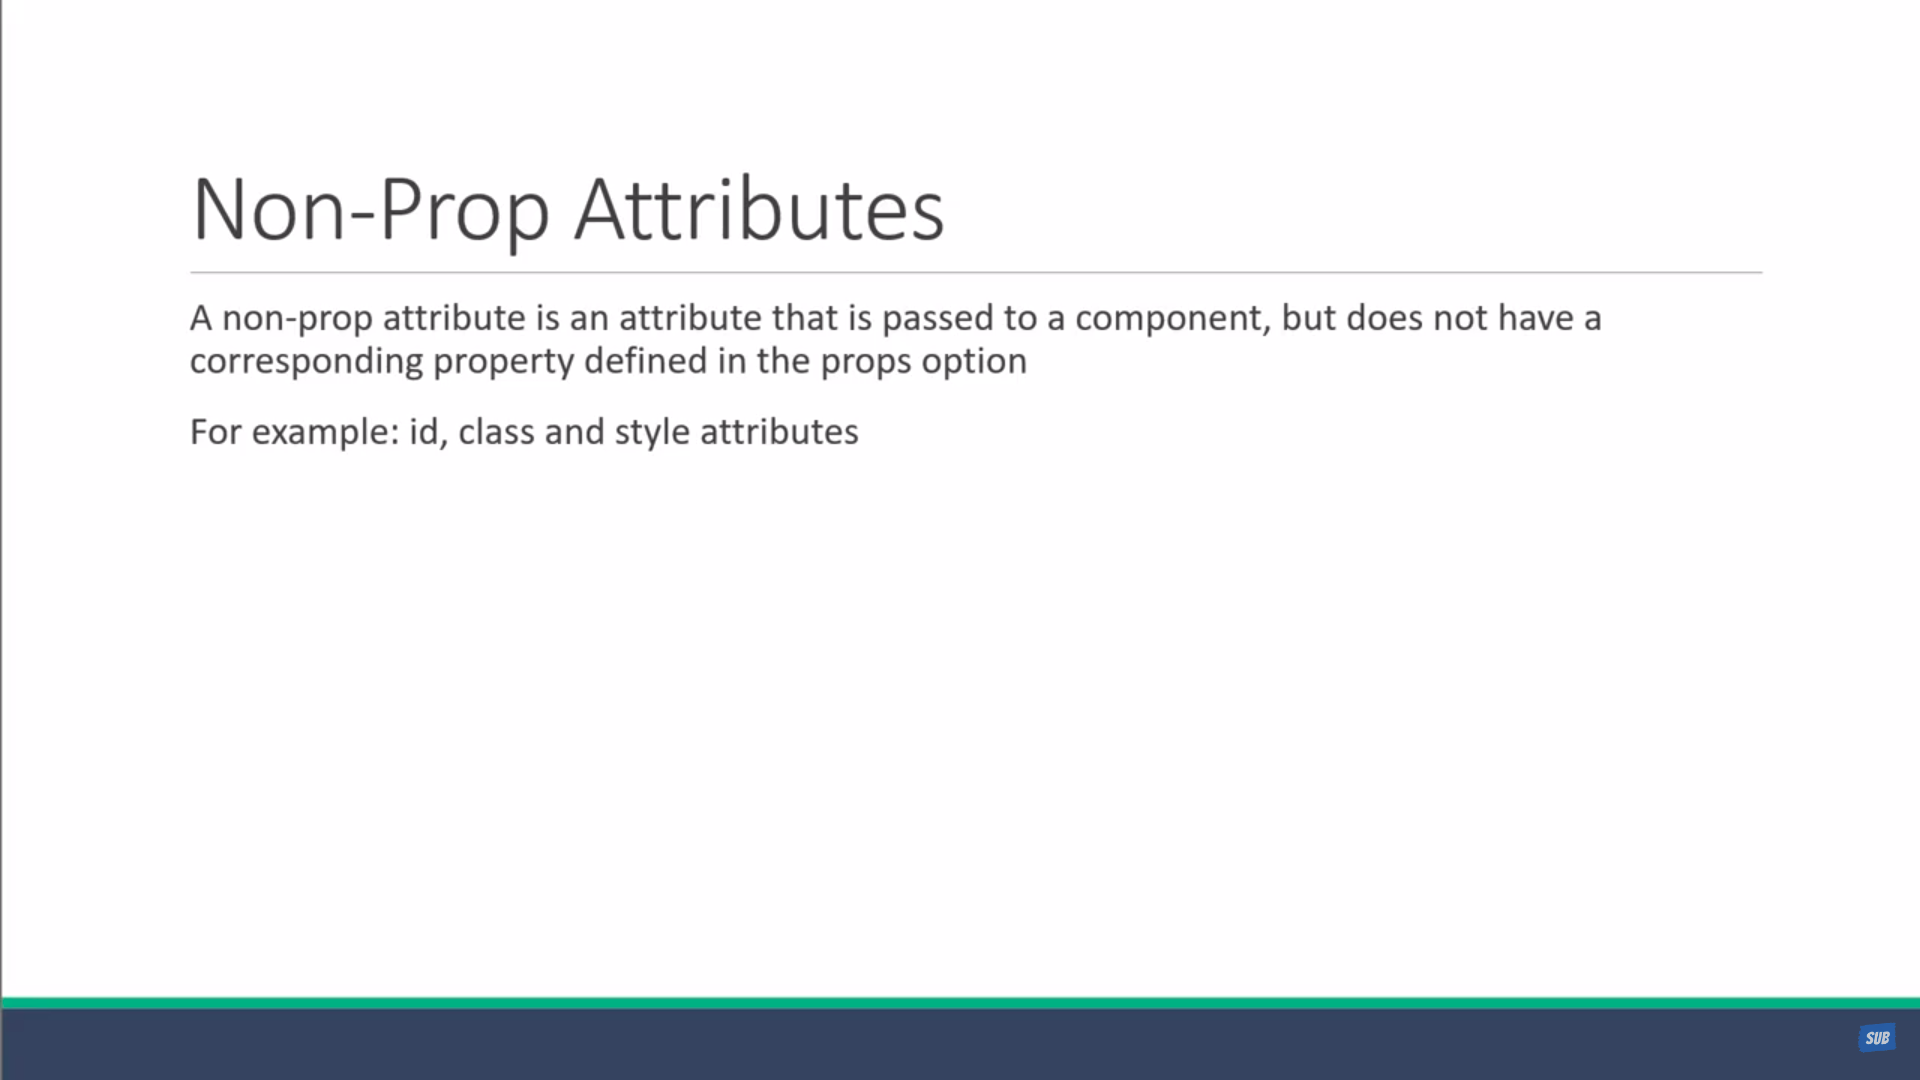 Non-Prop Attributes
A non-prop attribute is an attribute that is passed to a component, but does not have a
corresponding property defined in the props option
For example: id, class and style attributes
SUB